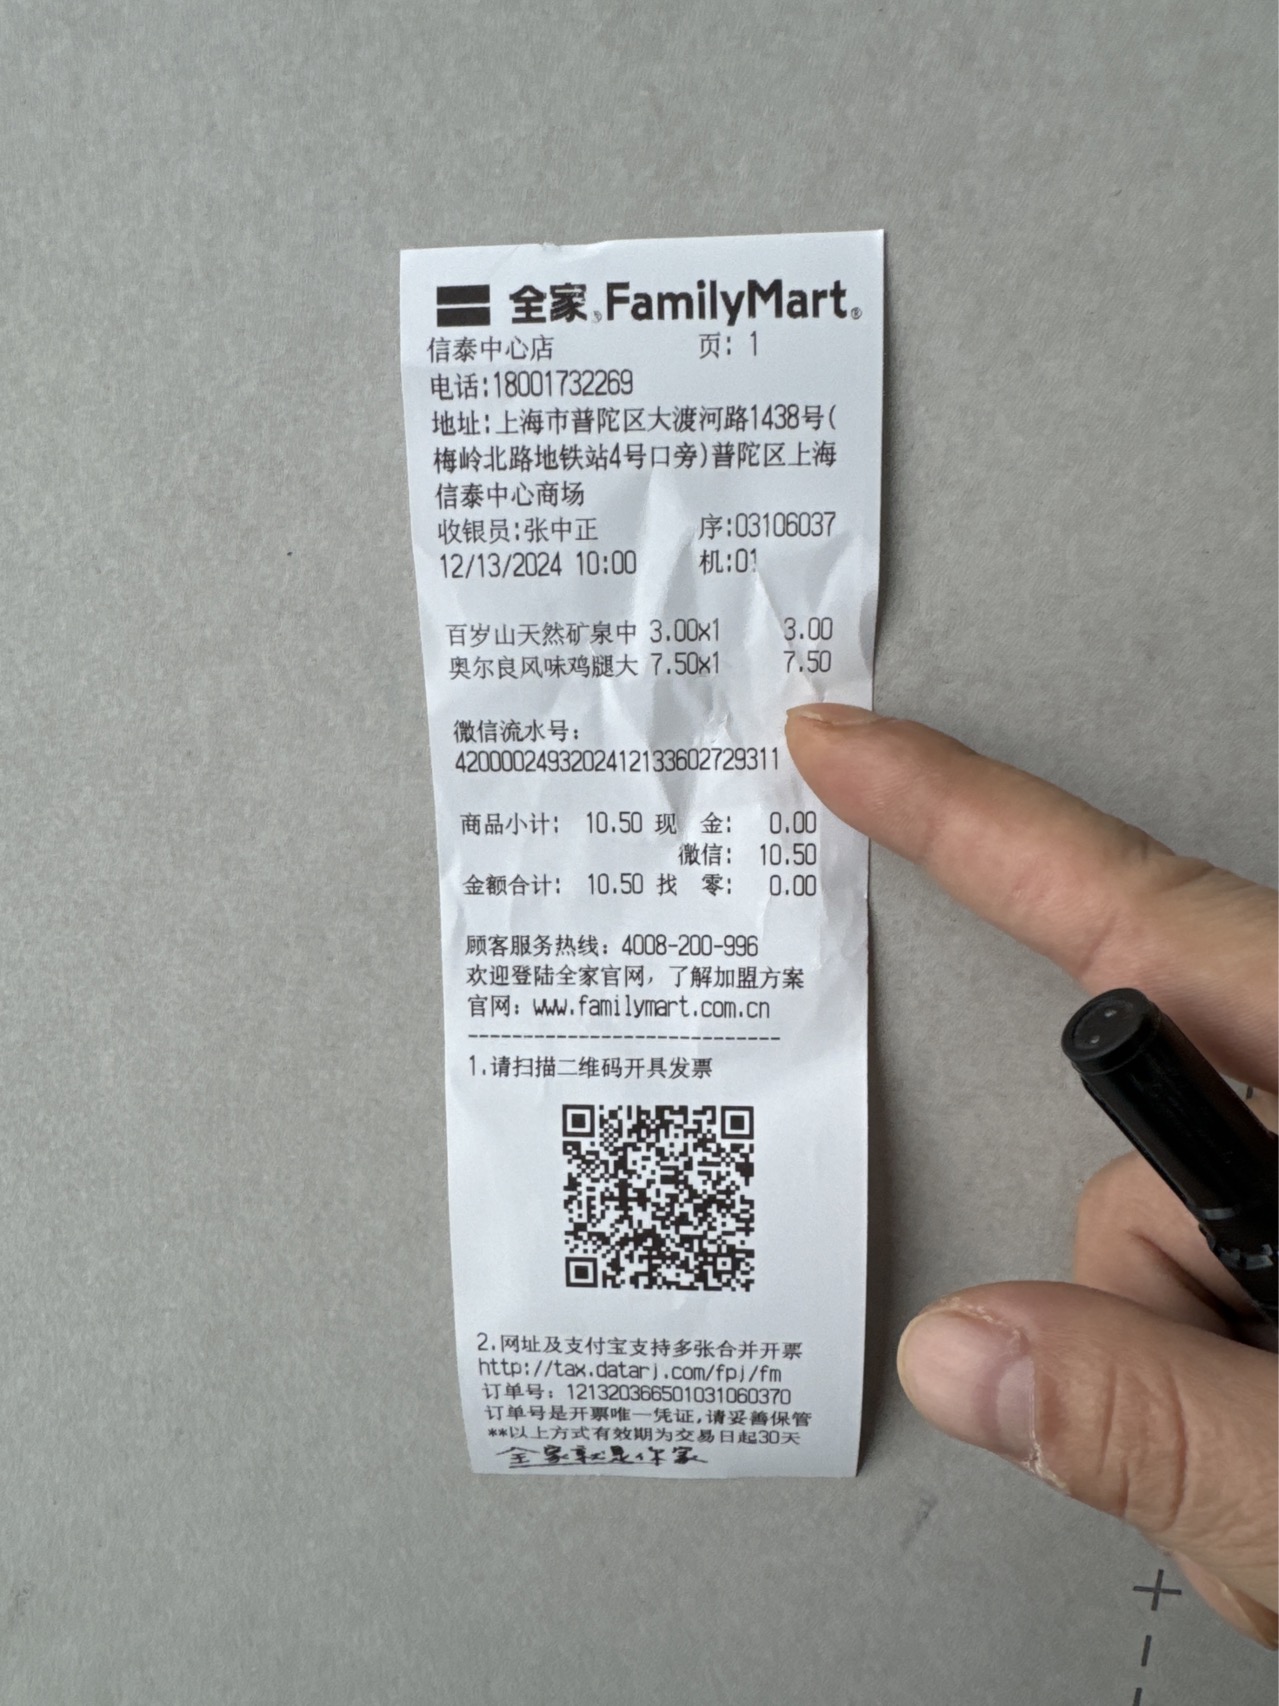 全家® FamilyMart®
信泰中心店 页: 1
电话:18001732269
地址:上海市普陀区大渡河路1438号(
梅岭北路地铁站4号口旁)普陀区上海
信泰中心商场
收银员:张中正 序:03106037
12/13/2024 10:00 机:01
百岁山天然矿泉中 3.00x1 3.00
奥尔良风味鸡腿大 7.50x1 7.50
微信流水号:
4200002493202412133602729311
商品小计: 10.50 现 金: 0.00
微信: 10.50
金额合计: 10.50 找 零: 0.00
顾客服务热线: 4008-200-996
欢迎登陆全家官网, 了解加盟方案
官网: www.familymart.com.cn
----------------------------
1.请扫描二维码开具发票
2.网址及支付宝支持多张合并开票
http://tax.datarj.com/fpj/fm
订单号: 121320366501031060370
订单号是开票唯一凭证,请妥善保管
**以上方式有效期为交易日起30天
全家就是你家